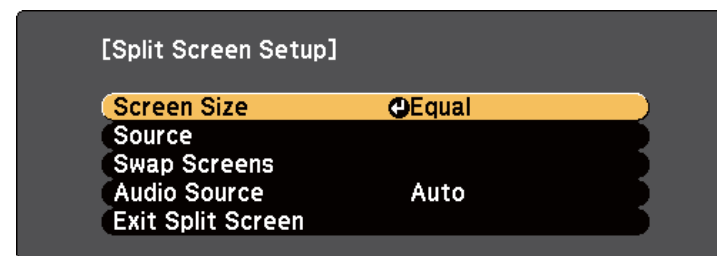 [Split Screen Setup]
Screen Size Equal
Source
Swap Screens
Audio Source Auto
Exit Split Screen